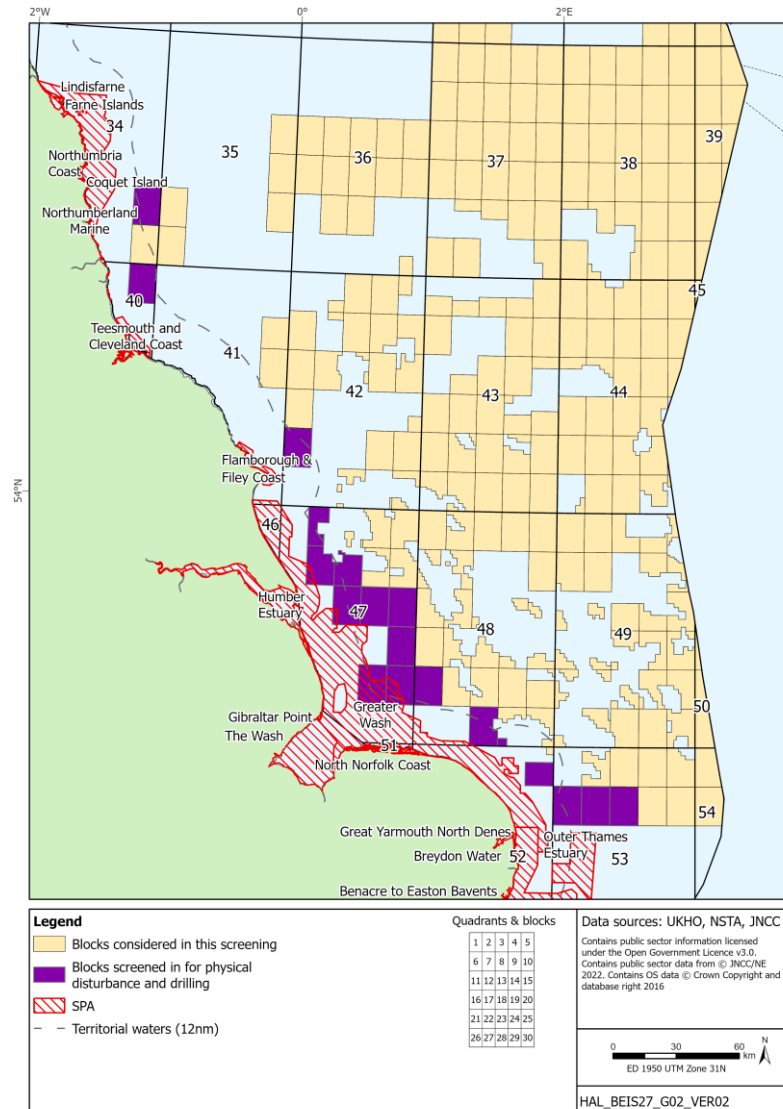 2°W
0°
2°E
Lindisfarne
Farne Islands
34
39
35
36
37
38
Northumbria
Coast
Coquet Island
Northumberland
Marine
45
40
Teesmouth and
Cleveland Coast
41
42
43
44
Flamborough &
Filey Coast
54°N
46
Humber
Estuary
47
48
49
50
Greater
Wash
Gibraltar Point
The Wash
51
North Norfolk Coast
54
Great Yarmouth North Denes
Outer Thames
Estuary
Breydon Water
52
53
Benacre to Easton Bavents
Legend
Blocks considered in this screening
Blocks screened in for physical
disturbance and drilling
SPA
Territorial waters (12nm)
Quadrants & blocks
1 2 3 4 5
6 7 8 9 10
11 12 13 14 15
16 17 18 19 20
21 22 23 24 25
26 27 28 29 30
Data sources: UKHO, NSTA, JNCC
Contains public sector information licensed
under the Open Government Licence v3.0.
Contains public sector data from © JNCC/NE
2022. Contains OS data © Crown Copyright and
database right 2016
0 30 60
km
N
ED 1950 UTM Zone 31N
HAL_BEIS27_G02_VER02